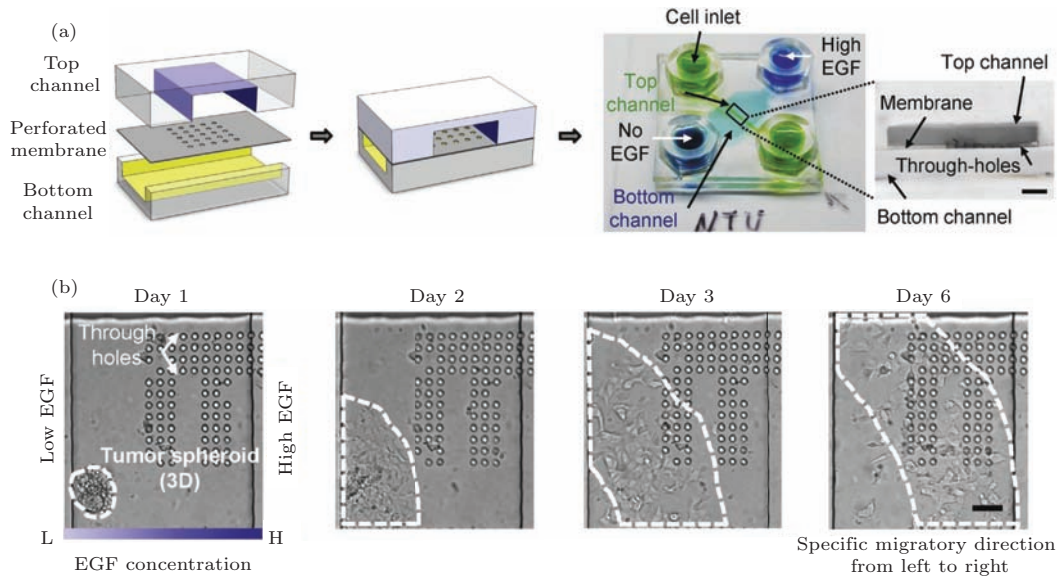 (a)
Top
channel
Perforated
membrane
Bottom
channel
Cell inlet
High
EGF
Top
channel
No
EGF
Bottom
channel
NTU
Top channel
Membrane
Through-holes
Bottom channel
(b)
Day 1
Day 2
Day 3
Day 6
Through
holes
Low EGF
High EGF
Tumor spheroid
(3D)
L
H
EGF concentration
Specific migratory direction
from left to right